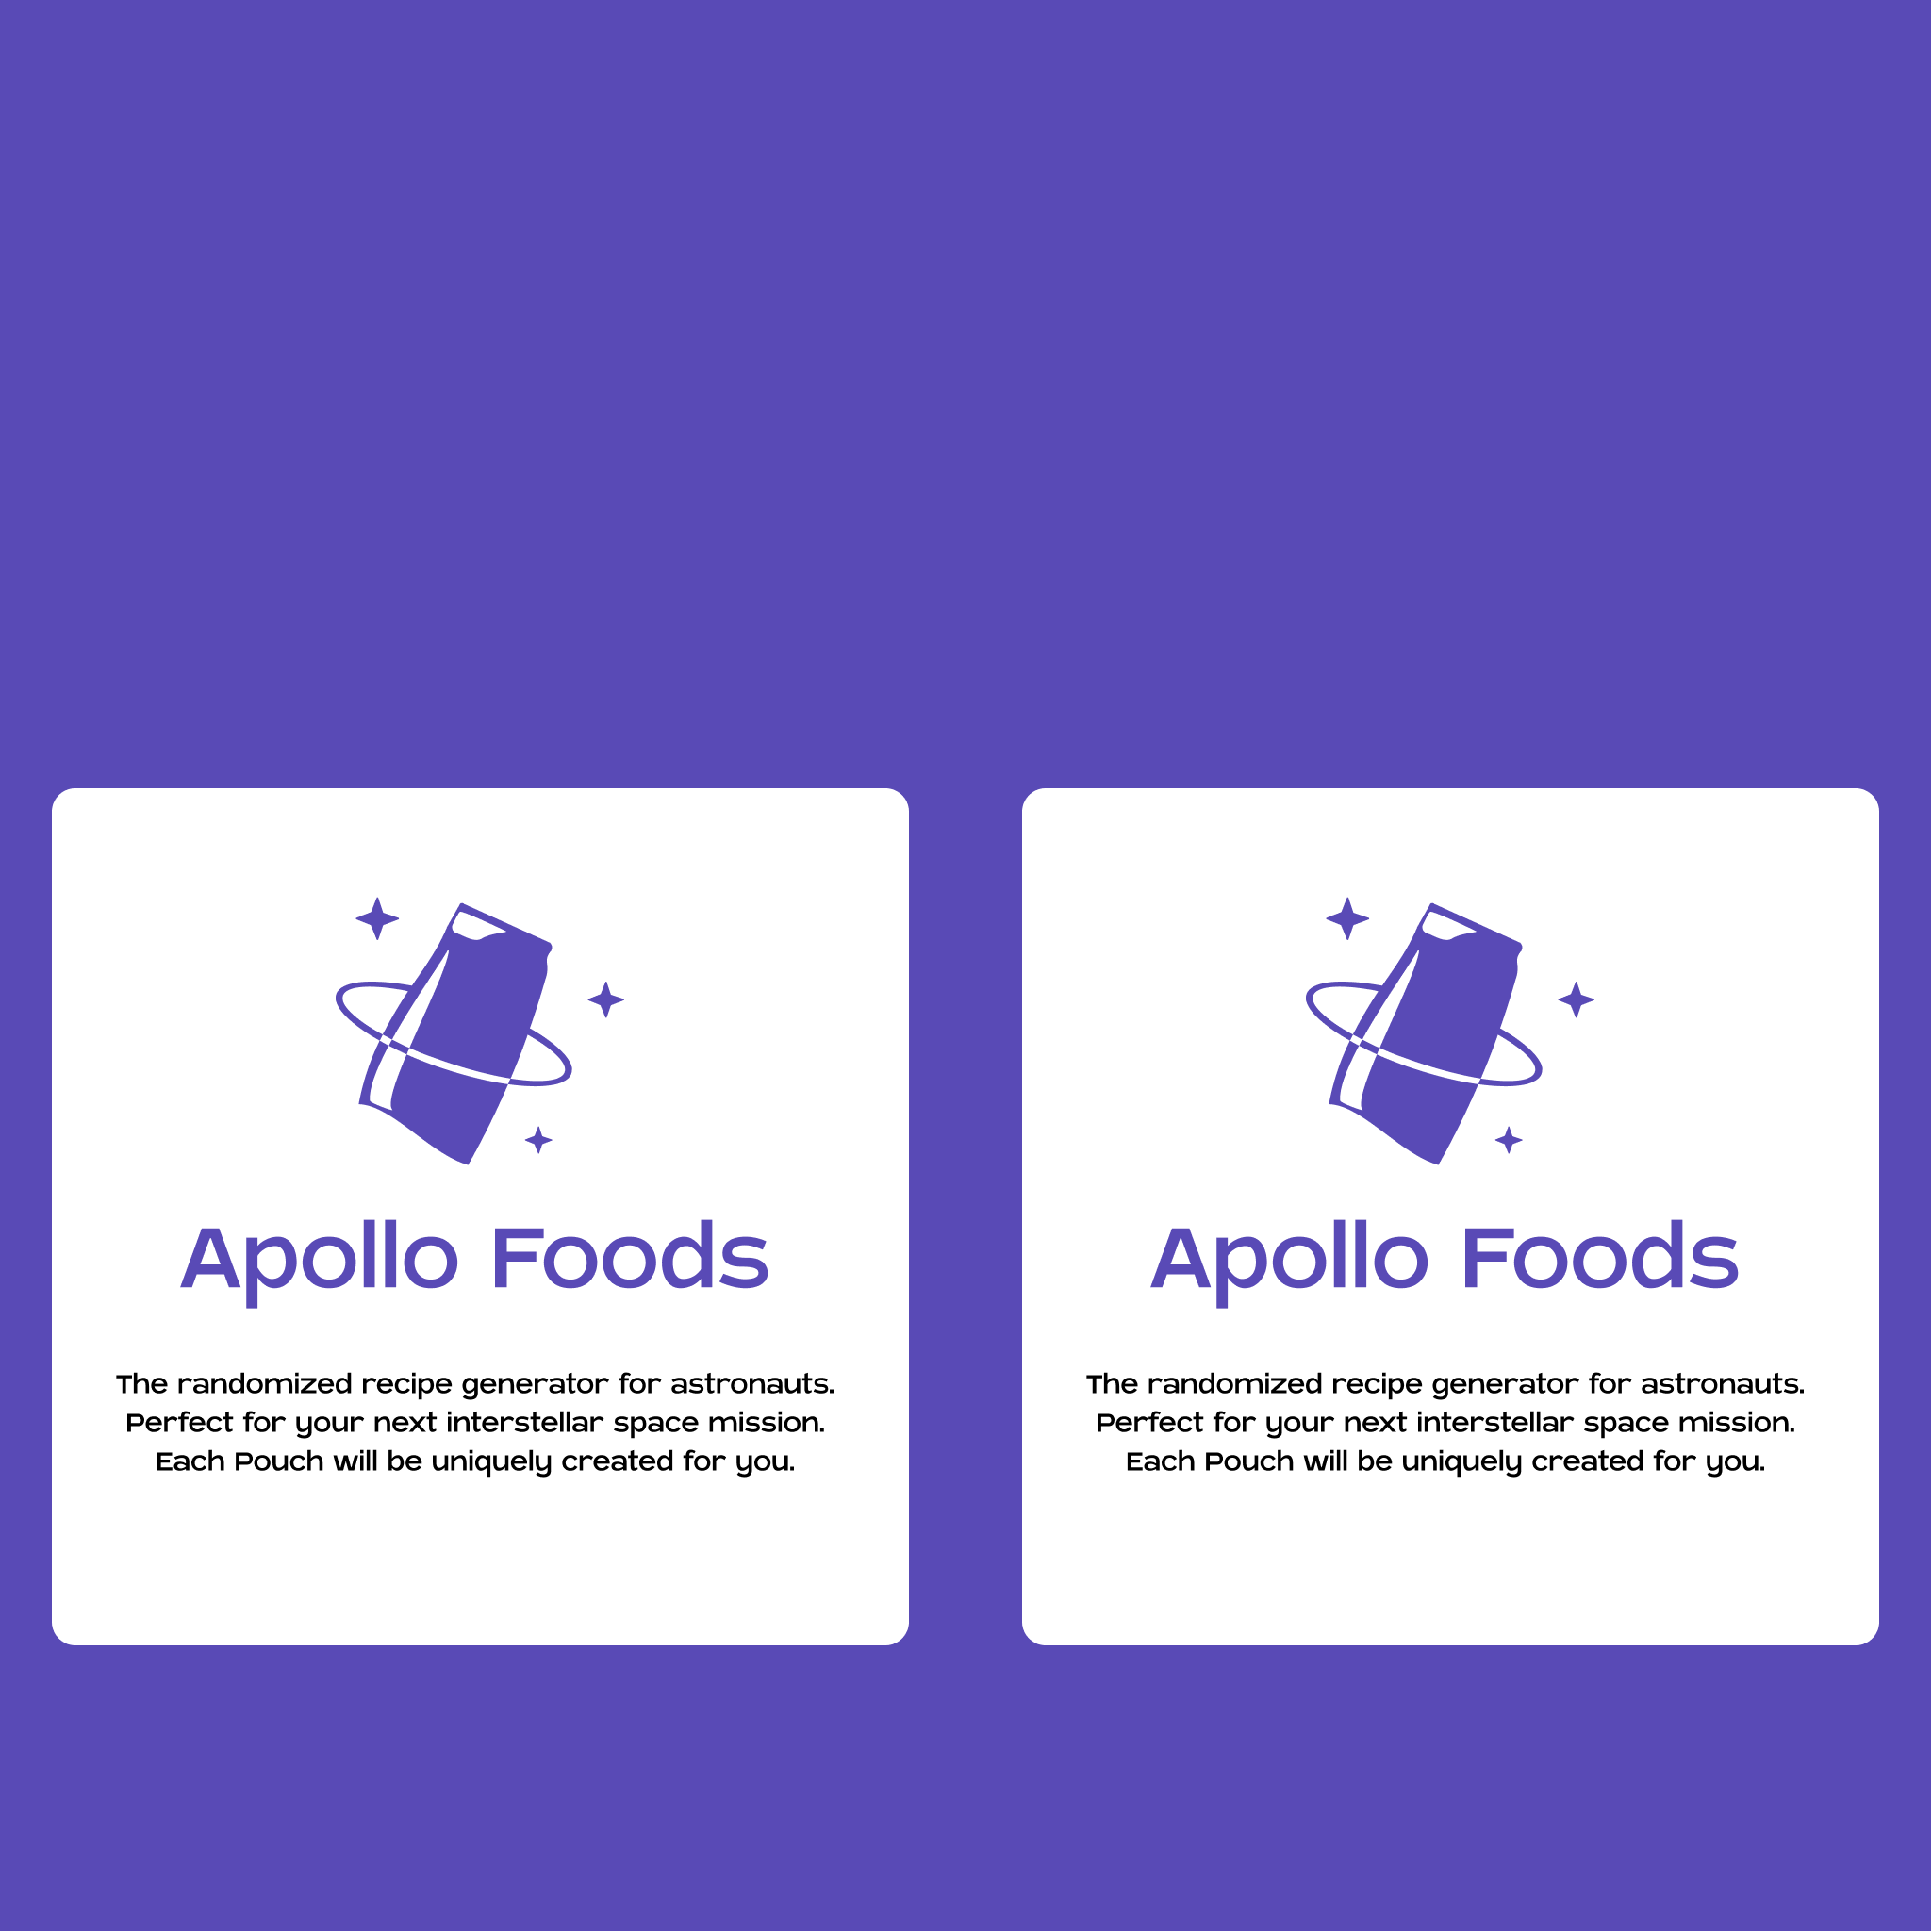 Apollo Foods
The randomized recipe generator for astronauts.
Perfect for your next interstellar space mission.
Each Pouch will be uniquely created for you.
Apollo Foods
The randomized recipe generator for astronauts.
Perfect for your next interstellar space mission.
Each Pouch will be uniquely created for you.